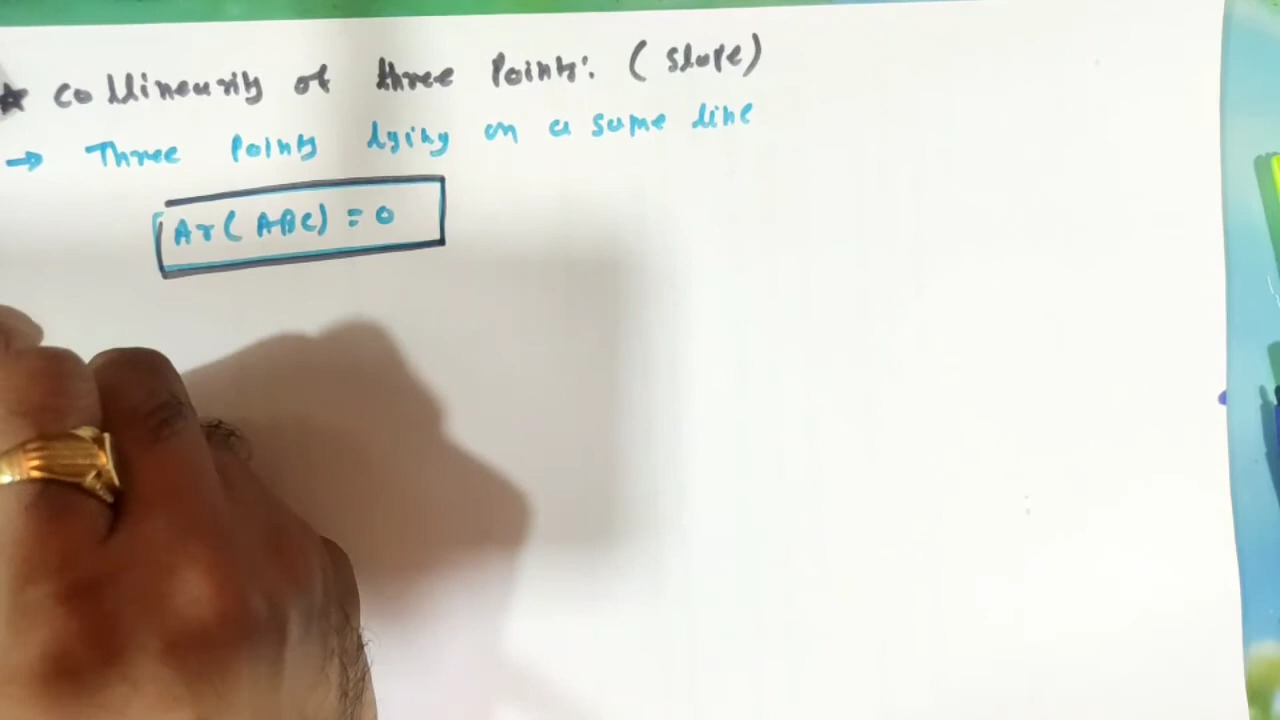 ★ Collinearity of three Points: (Slope)
→ Three Points lying on a same line
Ar(ABC) = 0